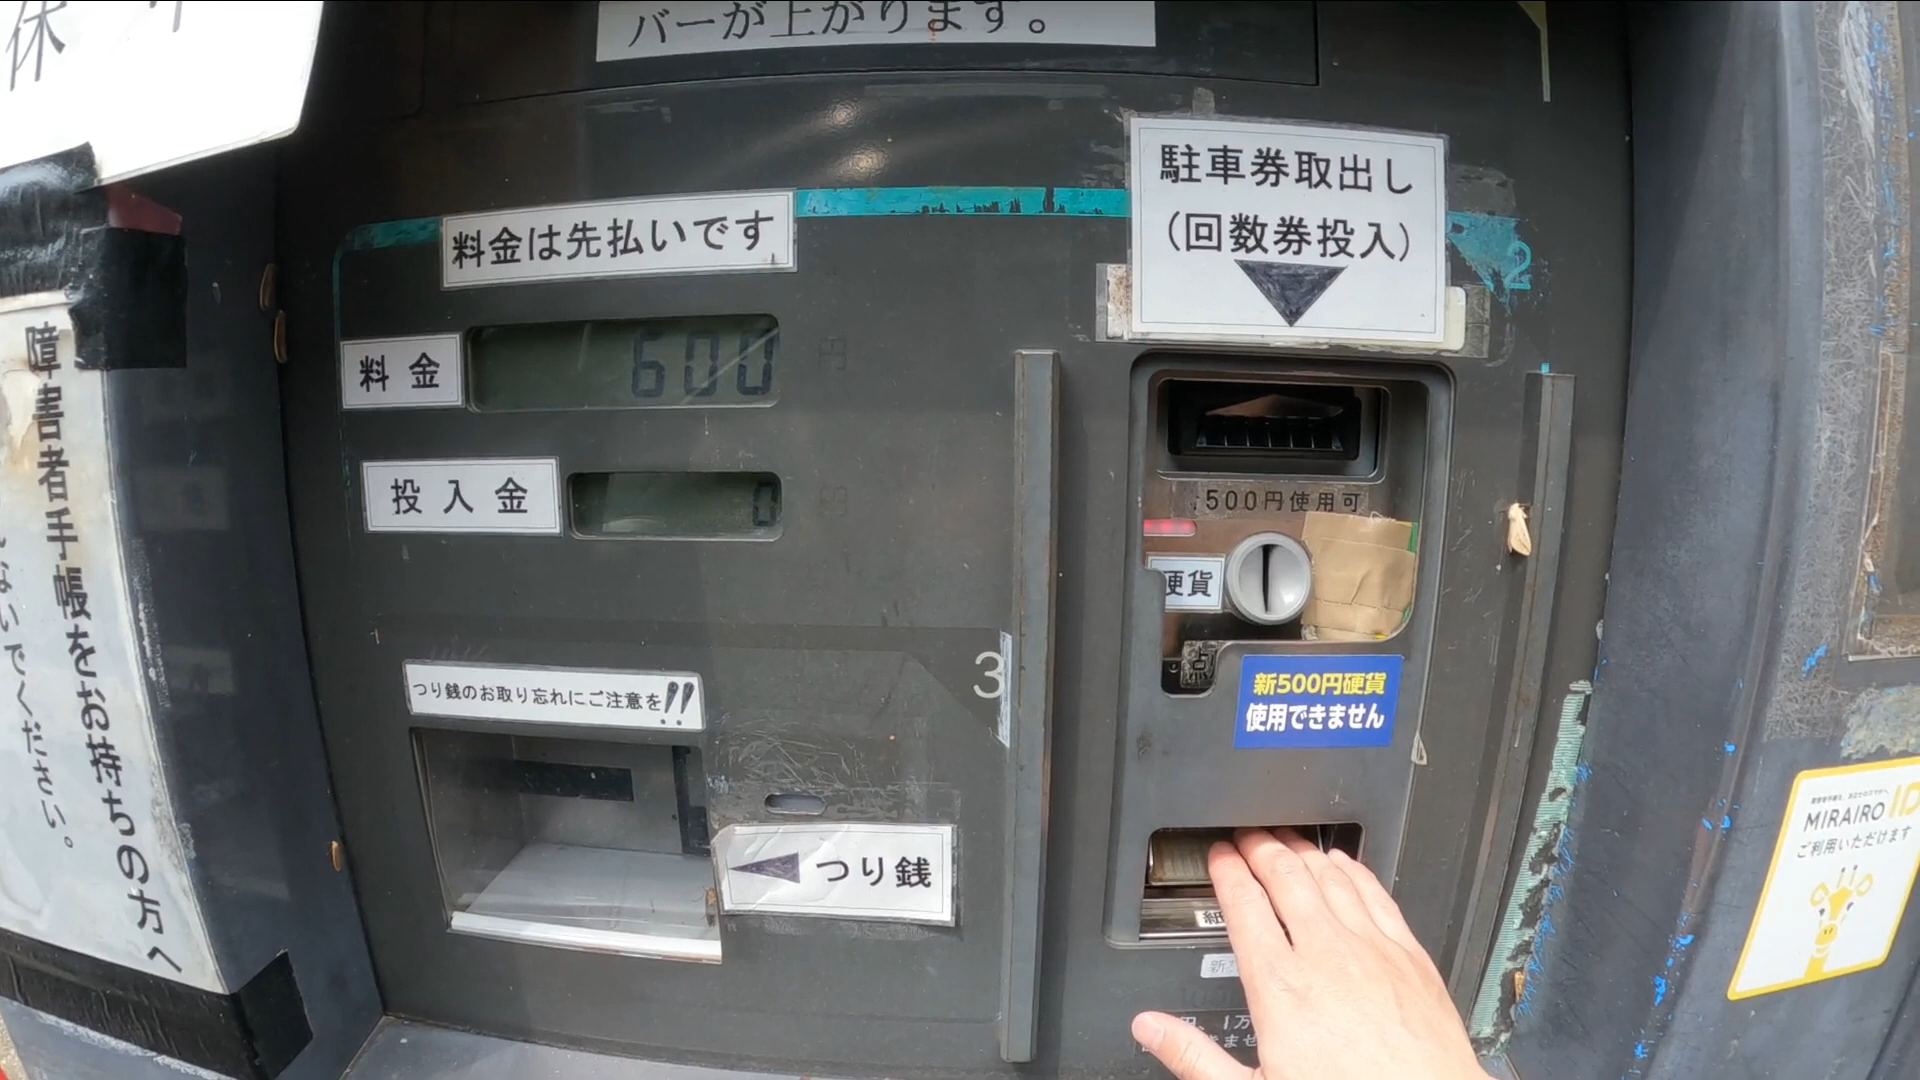 休
バーが上がります。
料金は先払いです
駐車券取出し
(回数券投入)
2
料金
600
円
投入金
0
円
500円使用可
硬貨
点
新500円硬貨
使用できません
3
つり銭のお取り忘れにご注意を!!
つり銭
障害者手帳をお持ちの方へ
ないでください。
MIRAIRO ID
ご利用いただけます